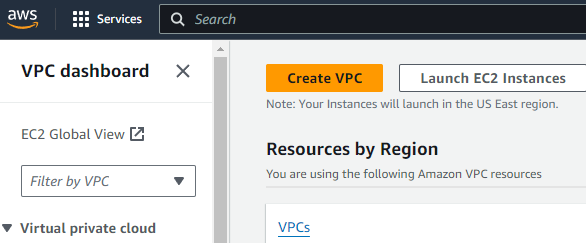 aws
Services
Search
VPC dashboard
EC2 Global View
Filter by VPC
Virtual private cloud
Create VPC
Launch EC2 Instances
Note: Your Instances will launch in the US East region.
Resources by Region
You are using the following Amazon VPC resources
VPCs